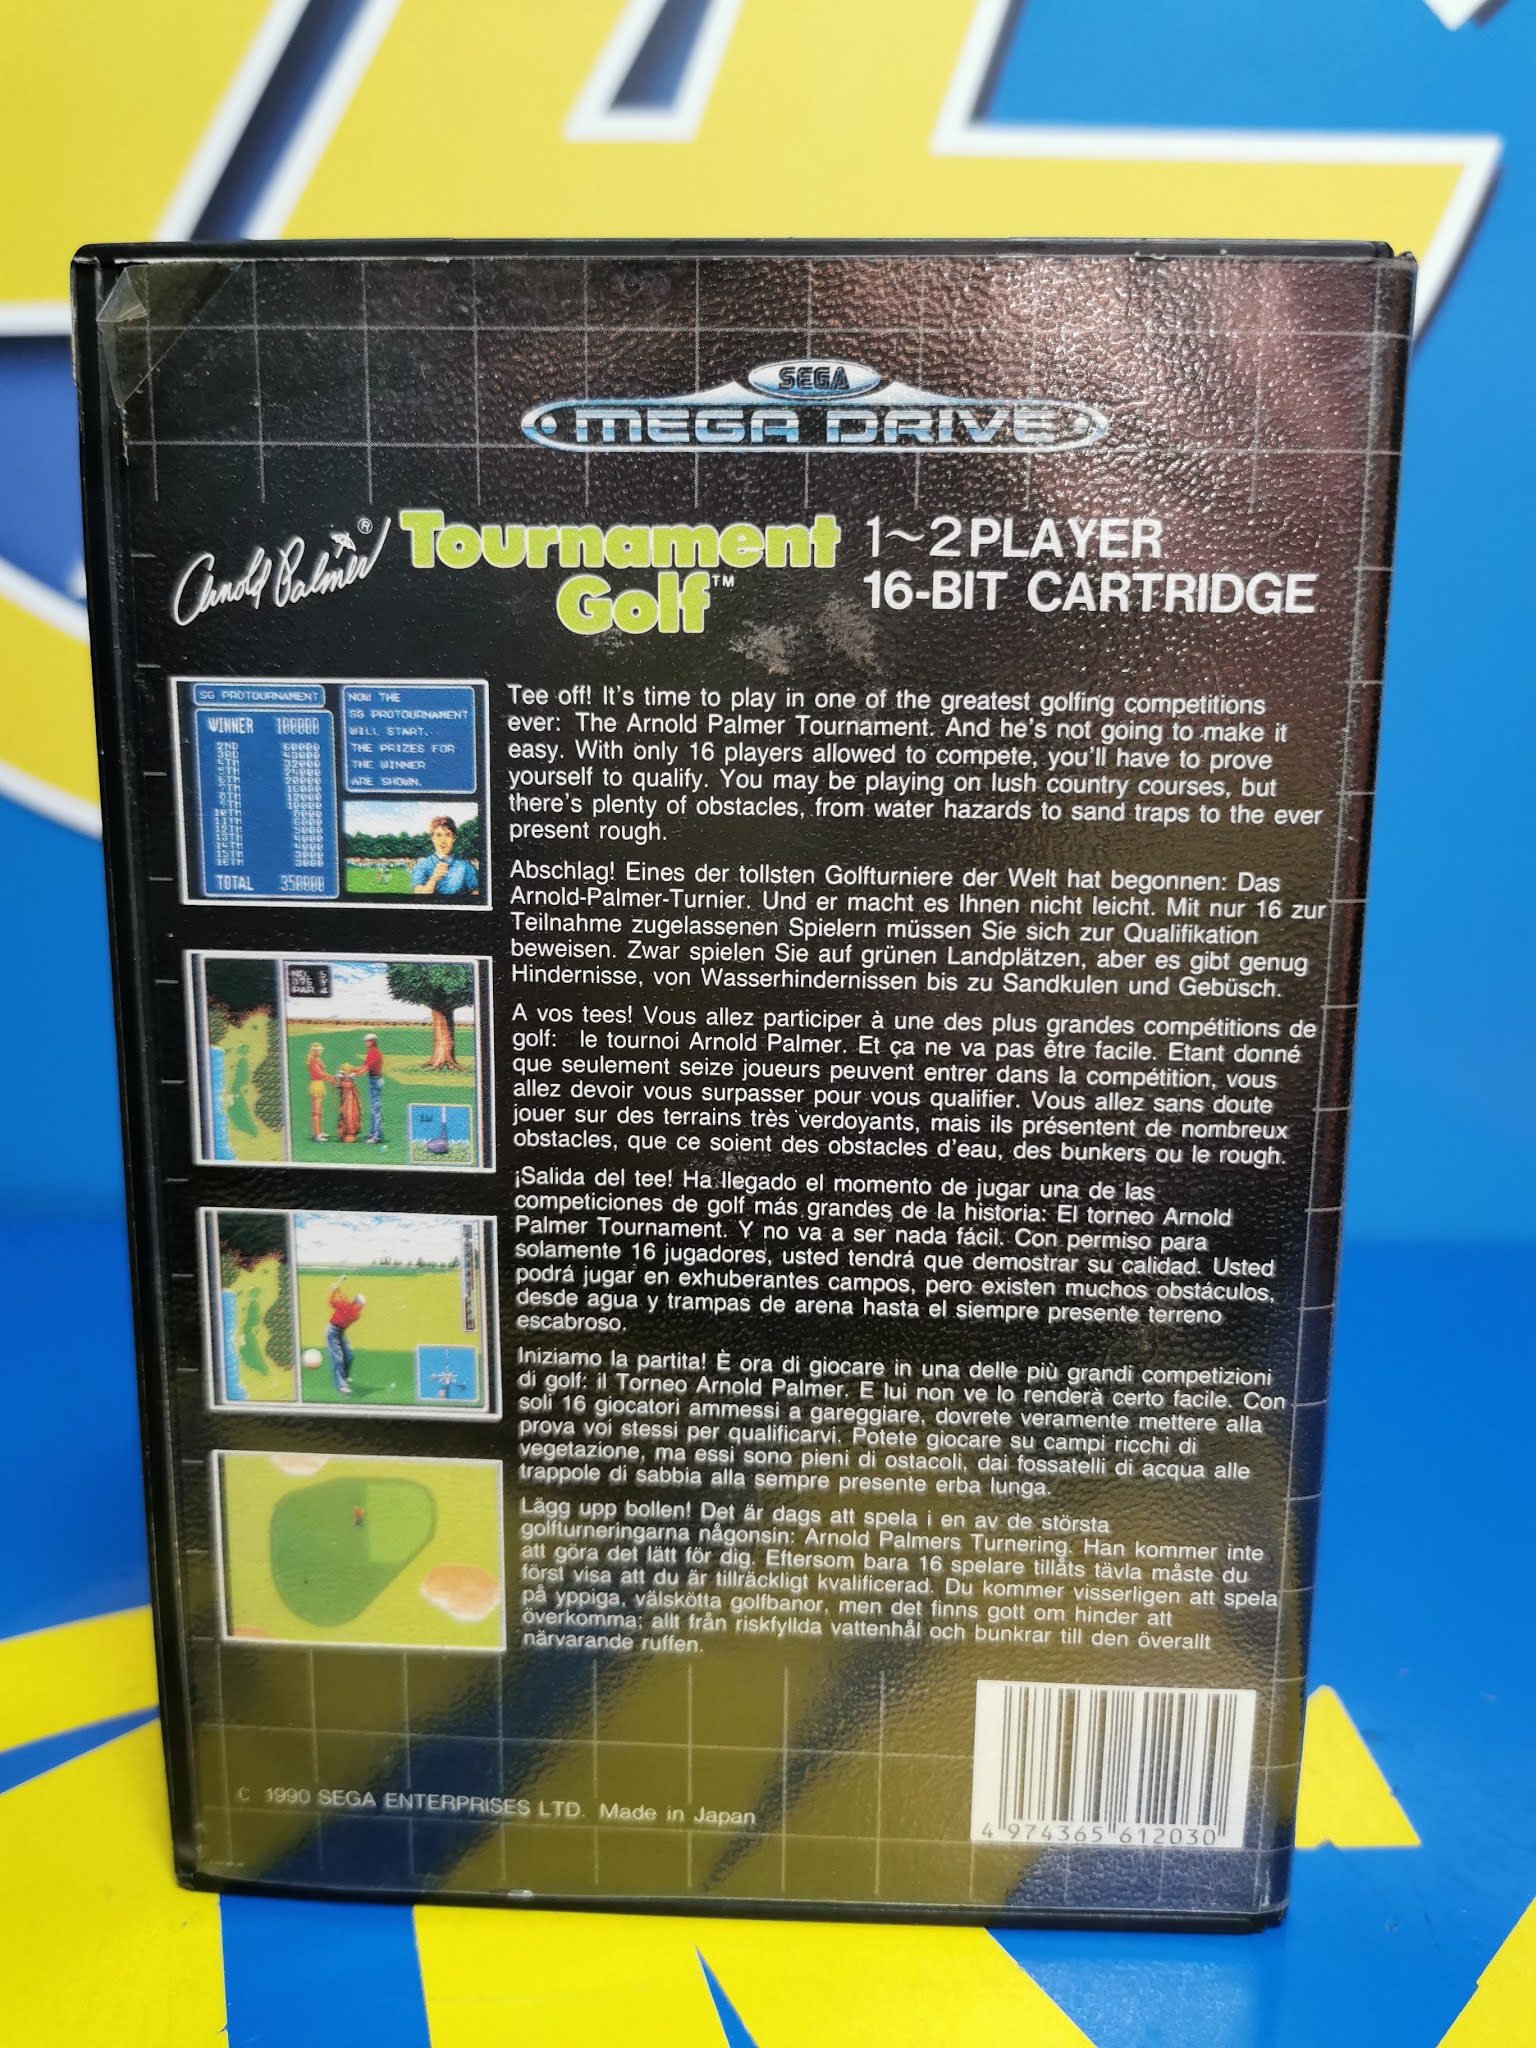 SEGA
MEGA DRIVE
Arnold Palmer®
Tournament
Golf™
1~2 PLAYER
16-BIT CARTRIDGE
SG PROTOURNAMENT
WINNER 100000
2ND 60000
TOTAL 350000
NOW THE
SG PROTOURNAMENT
WILL START.
THE PRIZES FOR
THE WINNER
ARE SHOWN.
Tee off! It's time to play in one of the greatest golfing competitions
ever: The Arnold Palmer Tournament. And he's not going to make it
easy. With only 16 players allowed to compete, you'll have to prove
yourself to qualify. You may be playing on lush country courses, but
there's plenty of obstacles, from water hazards to sand traps to the ever
present rough.
Abschlag! Eines der tollsten Golfturniere der Welt hat begonnen: Das
Arnold-Palmer-Turnier. Und er macht es Ihnen nicht leicht. Mit nur 16 zur
Teilnahme zugelassenen Spielern müssen Sie sich zur Qualifikation
beweisen. Zwar spielen Sie auf grünen Landplätzen, aber es gibt genug
Hindernisse, von Wasserhindernissen bis zu Sandkulen und Gebüsch.
A vos tees! Vous allez participer à une des plus grandes compétitions de
golf: le tournoi Arnold Palmer. Et ça ne va pas être facile. Etant donné
que seulement seize joueurs peuvent entrer dans la compétition, vous
allez devoir vous surpasser pour vous qualifier. Vous allez sans doute
jouer sur des terrains très verdoyants, mais ils présentent de nombreux
obstacles, que ce soient des obstacles d'eau, des bunkers ou le rough.
¡Salida del tee! Ha llegado el momento de jugar una de las
competiciones de golf más grandes de la historia: El torneo Arnold
Palmer Tournament. Y no va a ser nada fácil. Con permiso para
solamente 16 jugadores, usted tendrá que demostrar su calidad. Usted
podrá jugar en exhuberantes campos, pero existen muchos obstáculos,
desde agua y trampas de arena hasta el siempre presente terreno
escabroso.
Iniziamo la partita! È ora di giocare in una delle più grandi competizioni
di golf: il Torneo Arnold Palmer. E lui non ve lo renderà certo facile. Con
soli 16 giocatori ammessi a gareggiare, dovrete veramente mettere alla
prova voi stessi per qualificarvi. Potete giocare su campi ricchi di
vegetazione, ma essi sono pieni di ostacoli, dai fossatelli di acqua alle
trappole di sabbia alla sempre presente erba lunga.
Lägg upp bollen! Det är dags att spela i en av de största
golfturneringarna någonsin: Arnold Palmers Turnering. Han kommer inte
att göra det lätt för dig. Eftersom bara 16 spelare tillåts tävla måste du
först visa att du är tillräckligt kvalificerad. Du kommer visserligen att spela
på yppiga, välskötta golfbanor, men det finns gott om hinder att
överkomma; allt från riskfyllda vattenhål och bunkrar till den överallt
närvarande ruffen.
C 1990 SEGA ENTERPRISES LTD. Made in Japan
4 974365 612030